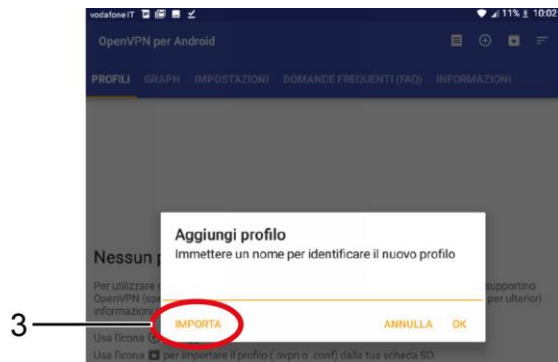 vodafone IT 11% 10:02
OpenVPN per Android
PROFILI GRAPH IMPOSTAZIONI DOMANDE FREQUENTI (FAQ) INFORMAZIONI
Aggiungi profilo
Immettere un nome per identificare il nuovo profilo
Nessun p
Per utilizzare supportino
OpenVPN (spe per ulteriori
informazioni
3
IMPORTA ANNULLA OK
Usa l'icona
Usa l'icona per importare il profilo (.ovpn o .conf) dalla tua scheda SD.